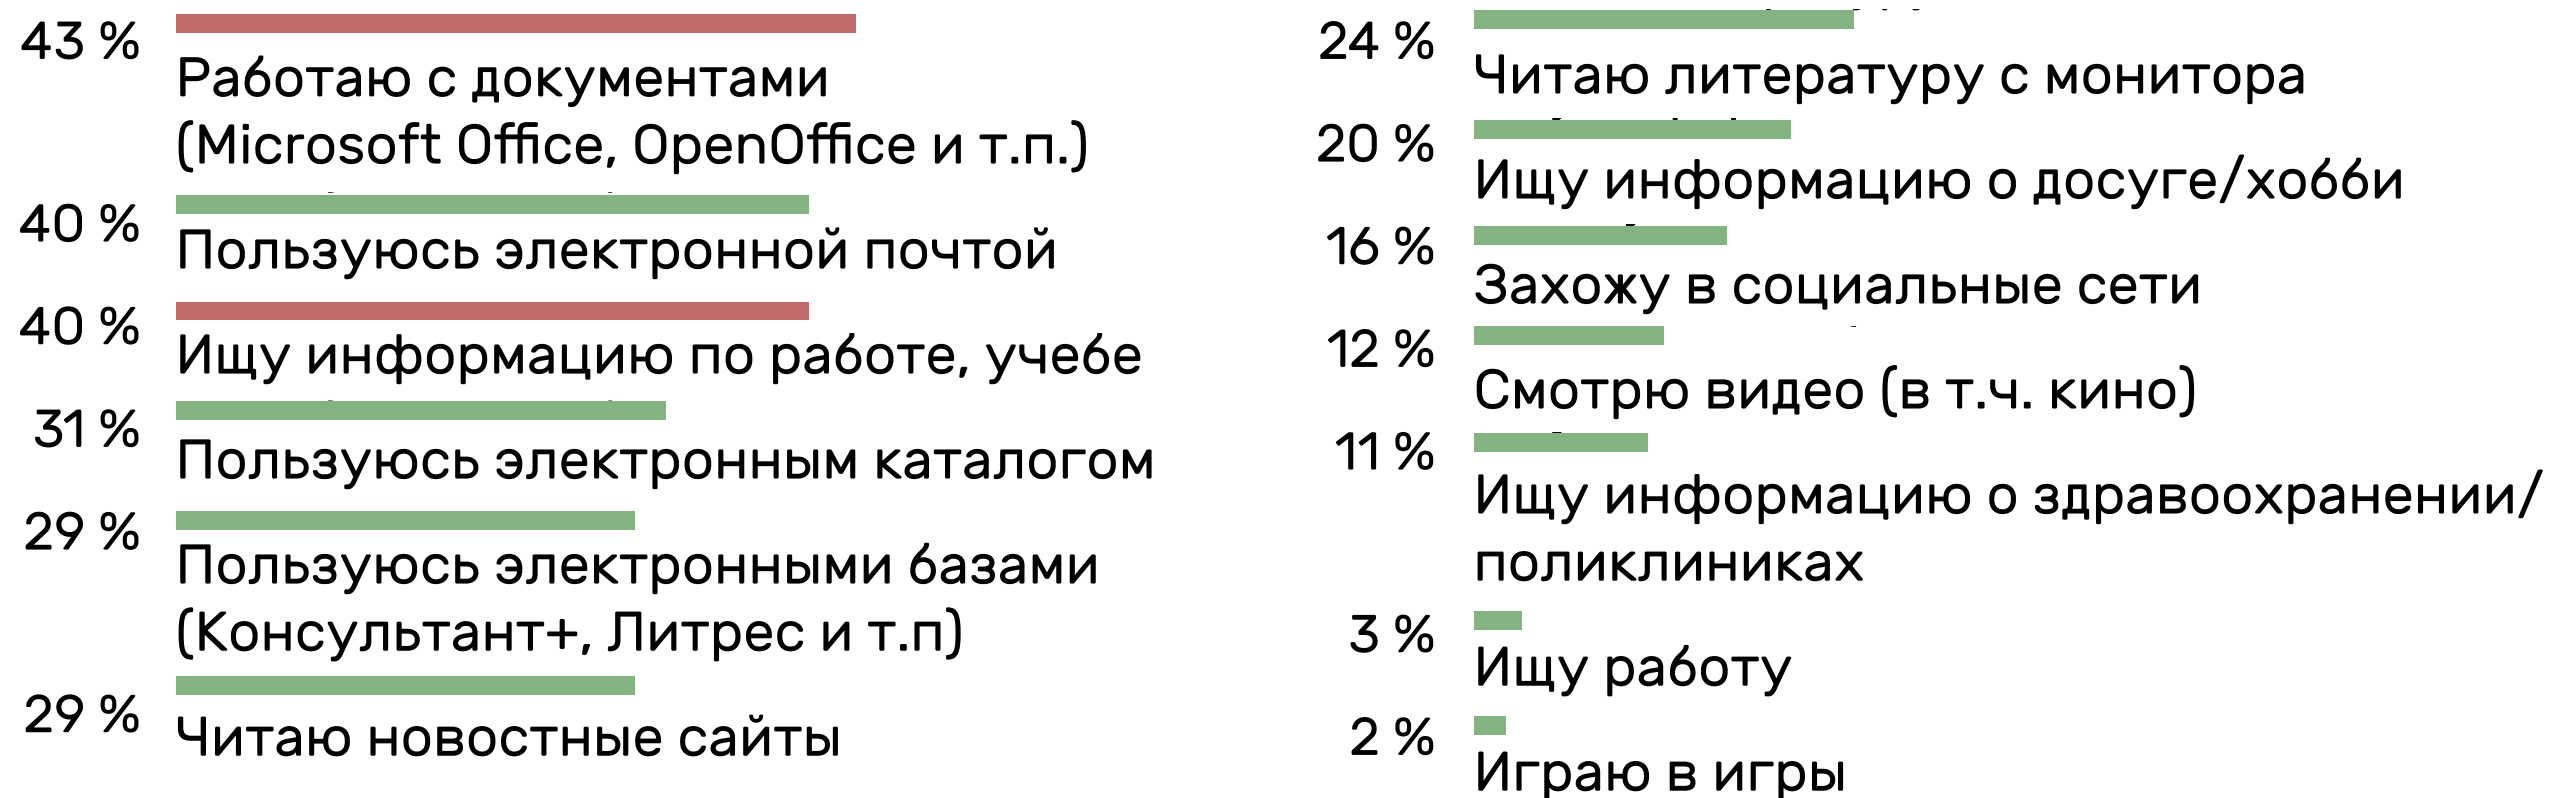 43 %
Работаю с документами
(Microsoft Office, OpenOffice и т.п.)
40 %
Пользуюсь электронной почтой
40 %
Ищу информацию по работе, учебе
31 %
Пользуюсь электронным каталогом
29 %
Пользуюсь электронными базами
(Консультант+, Литрес и т.п)
29 %
Читаю новостные сайты
24 %
Читаю литературу с монитора
20 %
Ищу информацию о досуге/хобби
16 %
Захожу в социальные сети
12 %
Смотрю видео (в т.ч. кино)
11 %
Ищу информацию о здравоохранении/
поликлиниках
3 %
Ищу работу
2 %
Играю в игры